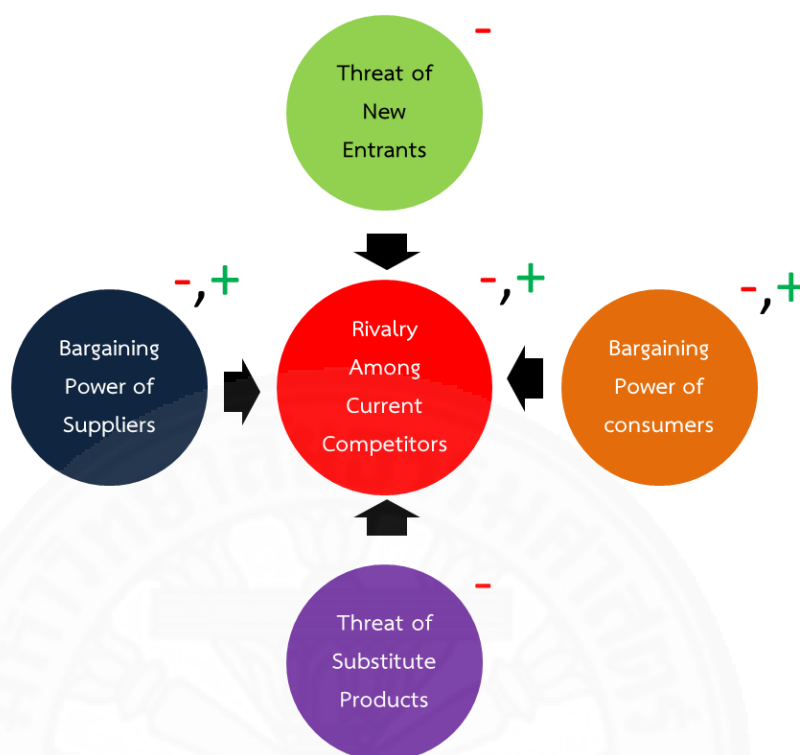 -
Threat of
New
Entrants
-,+
Bargaining
Power of
Suppliers
-,+
Rivalry
Among
Current
Competitors
-,+
Bargaining
Power of
consumers
-
Threat of
Substitute
Products